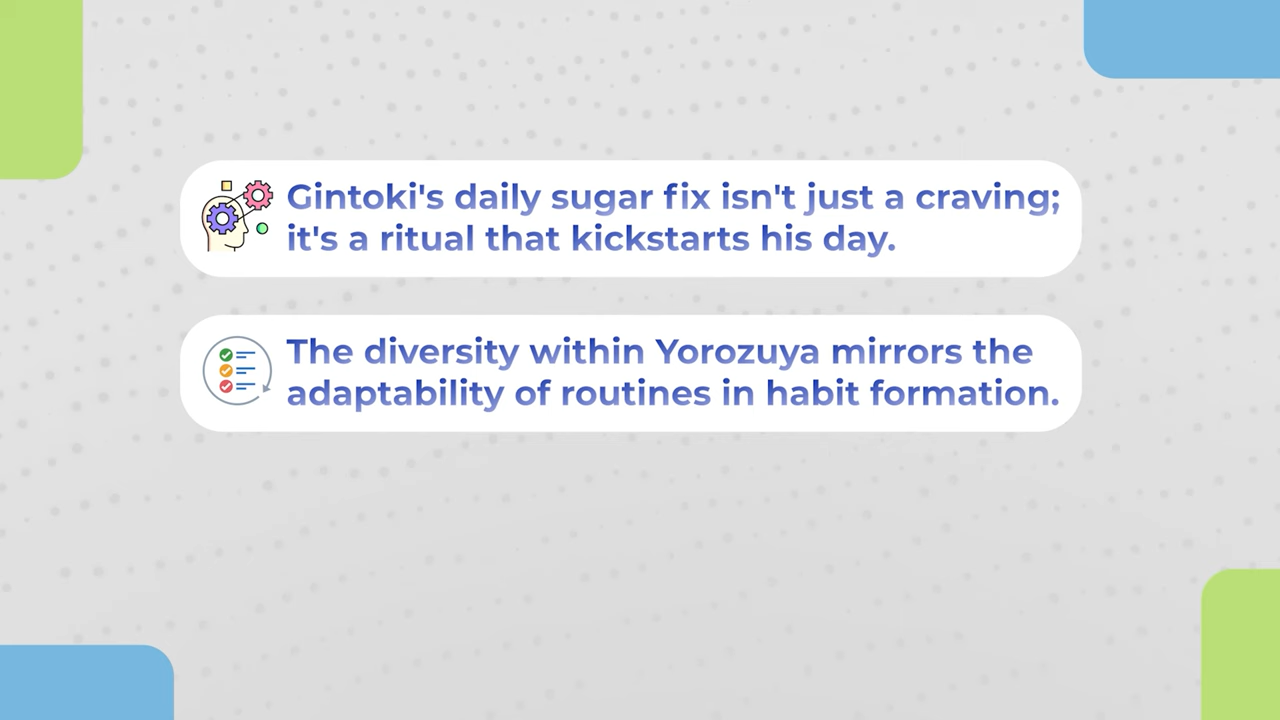 Gintoki's daily sugar fix isn't just a craving;
it's a ritual that kickstarts his day.
The diversity within Yorozuya mirrors the
adaptability of routines in habit formation.